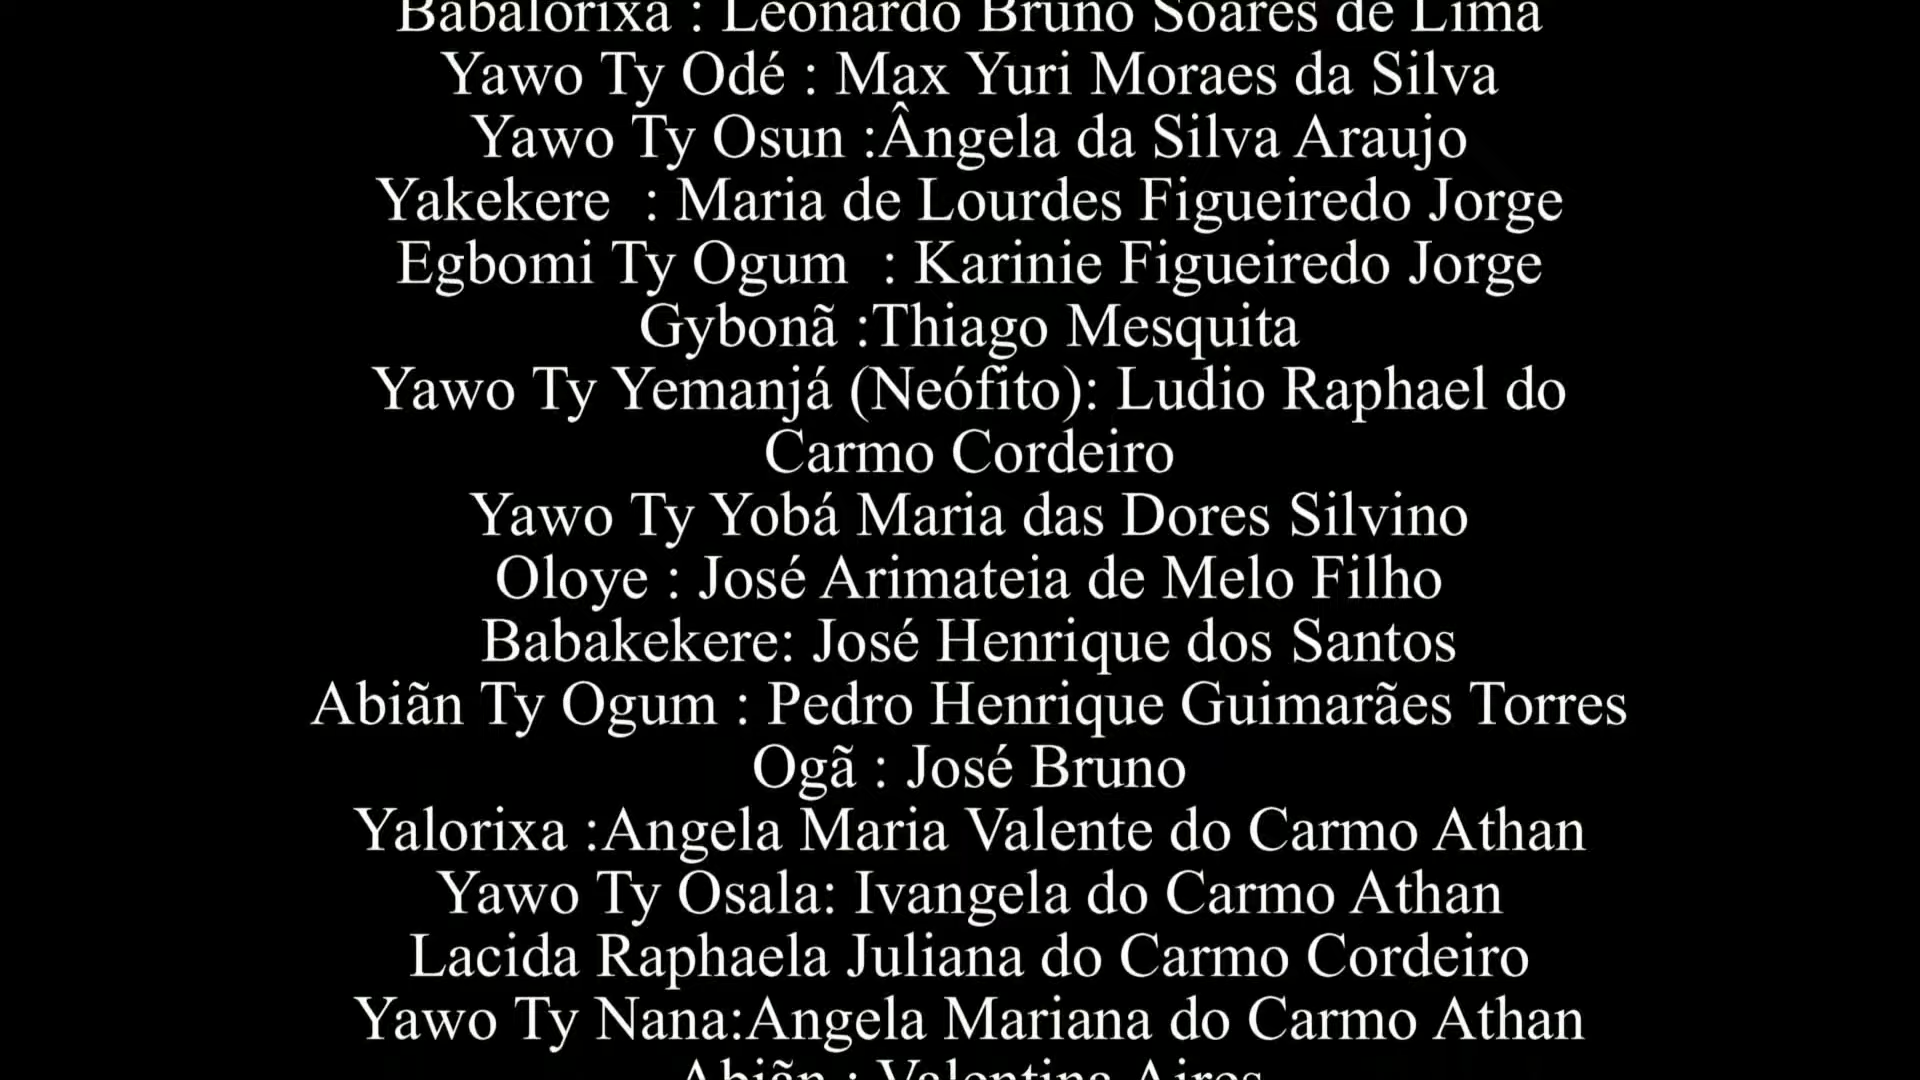 Babalorixa : Leonardo Bruno Soares de Lima
Yawo Ty Odé : Max Yuri Moraes da Silva
Yawo Ty Osun :Ângela da Silva Araujo
Yakekere  : Maria de Lourdes Figueiredo Jorge
Egbomi Ty Ogum  : Karinie Figueiredo Jorge
Gybonã :Thiago Mesquita
Yawo Ty Yemanjá (Neófito): Ludio Raphael do
Carmo Cordeiro
Yawo Ty Yobá Maria das Dores Silvino
Oloye : José Arimateia de Melo Filho
Babakekere: José Henrique dos Santos
Abiãn Ty Ogum : Pedro Henrique Guimarães Torres
Ogã : José Bruno
Yalorixa :Angela Maria Valente do Carmo Athan
Yawo Ty Osala: Ivangela do Carmo Athan
Lacida Raphaela Juliana do Carmo Cordeiro
Yawo Ty Nana:Angela Mariana do Carmo Athan
Abiãn : Valentina Aires